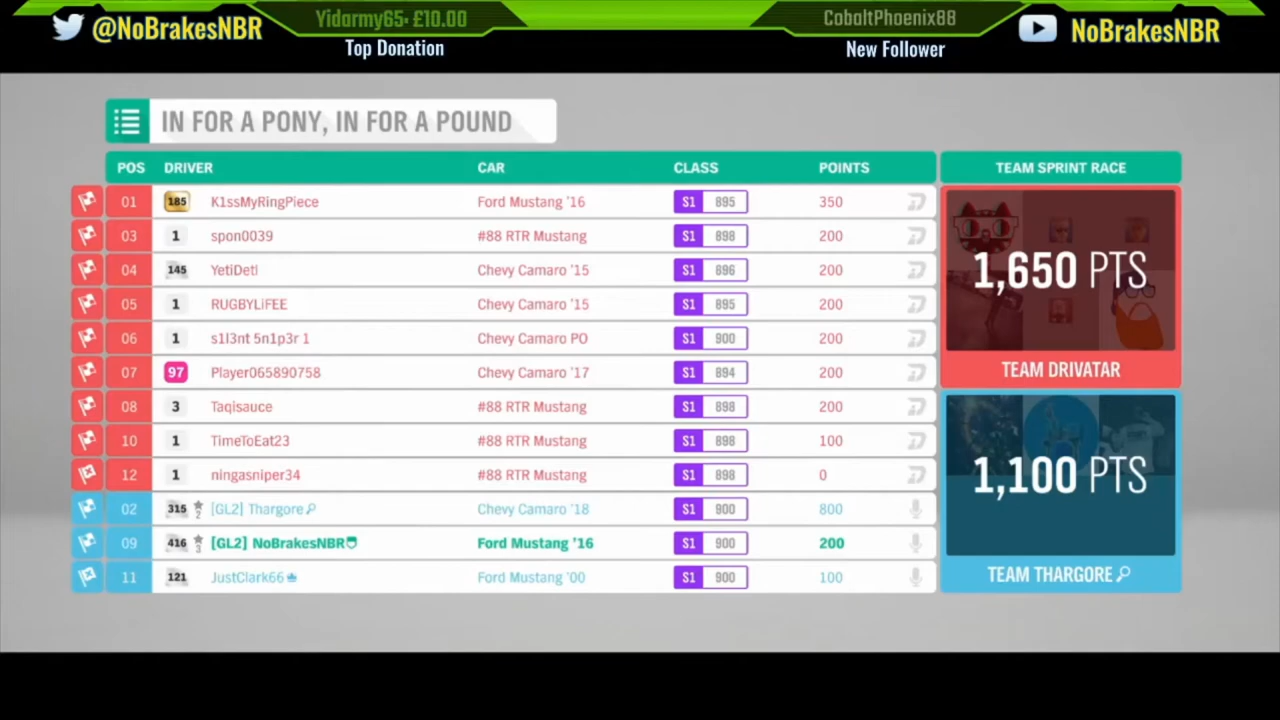 @NoBrakesNBR
Yidarmy65· £10.00
Top Donation
CobaltPhoenix88
New Follower
NoBrakesNBR
IN FOR A PONY, IN FOR A POUND
POS DRIVER CAR CLASS POINTS
01 185 K1ssMyRingPiece Ford Mustang '16 S1 895 350
03 1 spon0039 #88 RTR Mustang S1 898 200
04 145 YetiDetI Chevy Camaro '15 S1 896 200
05 1 RUGBYLiFEE Chevy Camaro '15 S1 895 200
06 1 s1l3nt 5n1p3r 1 Chevy Camaro PO S1 900 200
07 97 Player065890758 Chevy Camaro '17 S1 894 200
08 3 Taqisauce #88 RTR Mustang S1 898 200
10 1 TimeToEat23 #88 RTR Mustang S1 898 100
12 1 ningasniper34 #88 RTR Mustang S1 898 0
02 315 2 [GL2] Thargore Chevy Camaro '18 S1 900 800
09 416 3 [GL2] NoBrakesNBR Ford Mustang '16 S1 900 200
11 121 JustClark66 Ford Mustang '00 S1 900 100
TEAM SPRINT RACE
1,650 PTS
TEAM DRIVATAR
1,100 PTS
TEAM THARGORE